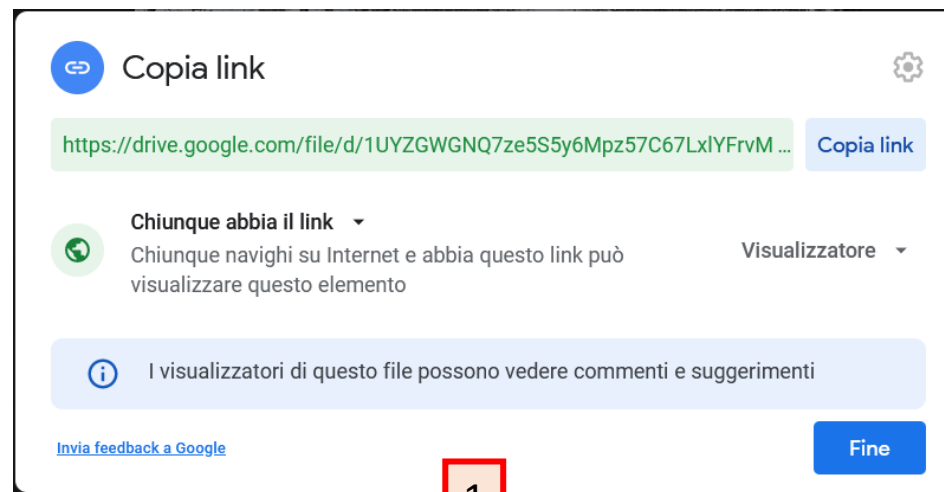 Copia link
https://drive.google.com/file/d/1UYZGWGNQ7ze5S5y6Mpz57C67LxlYFrvM ... Copia link
Chiunque abbia il link
Chiunque navighi su Internet e abbia questo link può Visualizzatore
visualizzare questo elemento
I visualizzatori di questo file possono vedere commenti e suggerimenti
Invia feedback a Google Fine
1